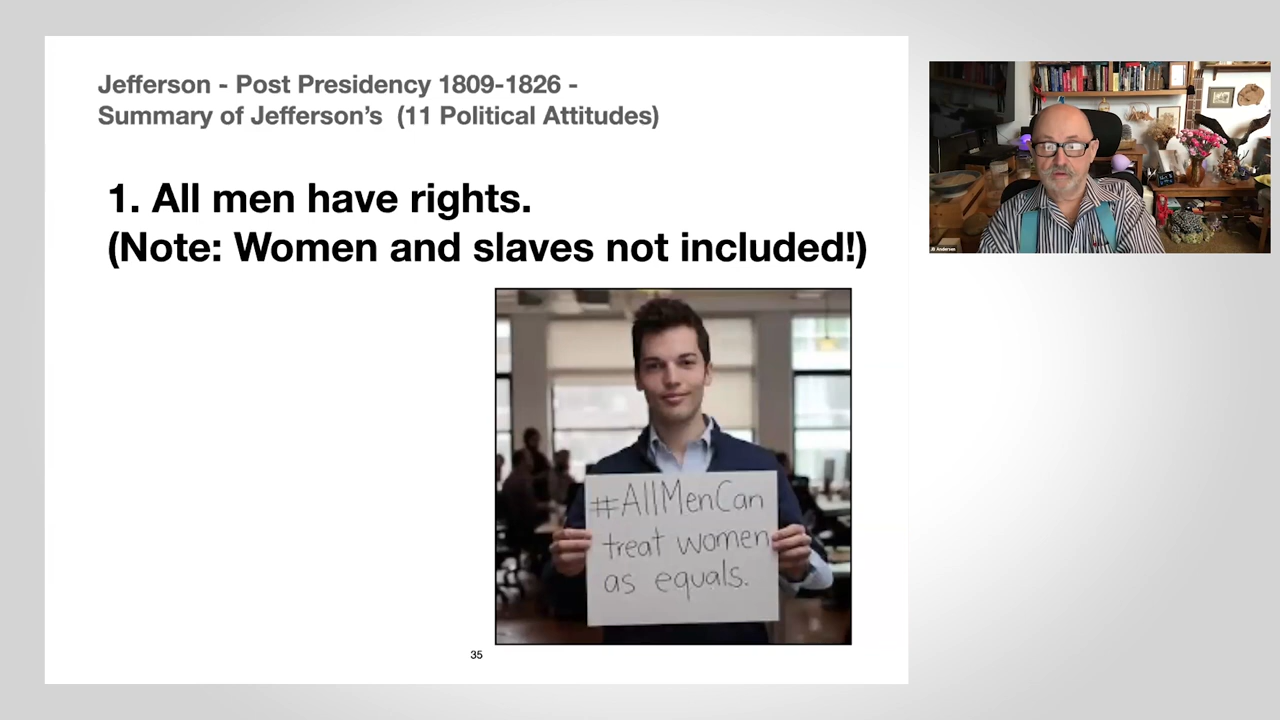 Jefferson - Post Presidency 1809-1826 -
Summary of Jefferson's  (11 Political Attitudes)
1. All men have rights.
(Note: Women and slaves not included!)
#AllMenCan
treat women
as equals.
35